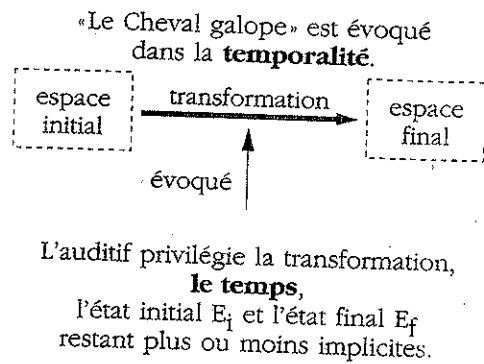 «Le Cheval galope» est évoqué
dans la temporalité.
espace
initial
transformation
espace
final
évoqué
L'auditif privilégie la transformation,
le temps,
l'état initial Ei et l'état final Ef
restant plus ou moins implicites.